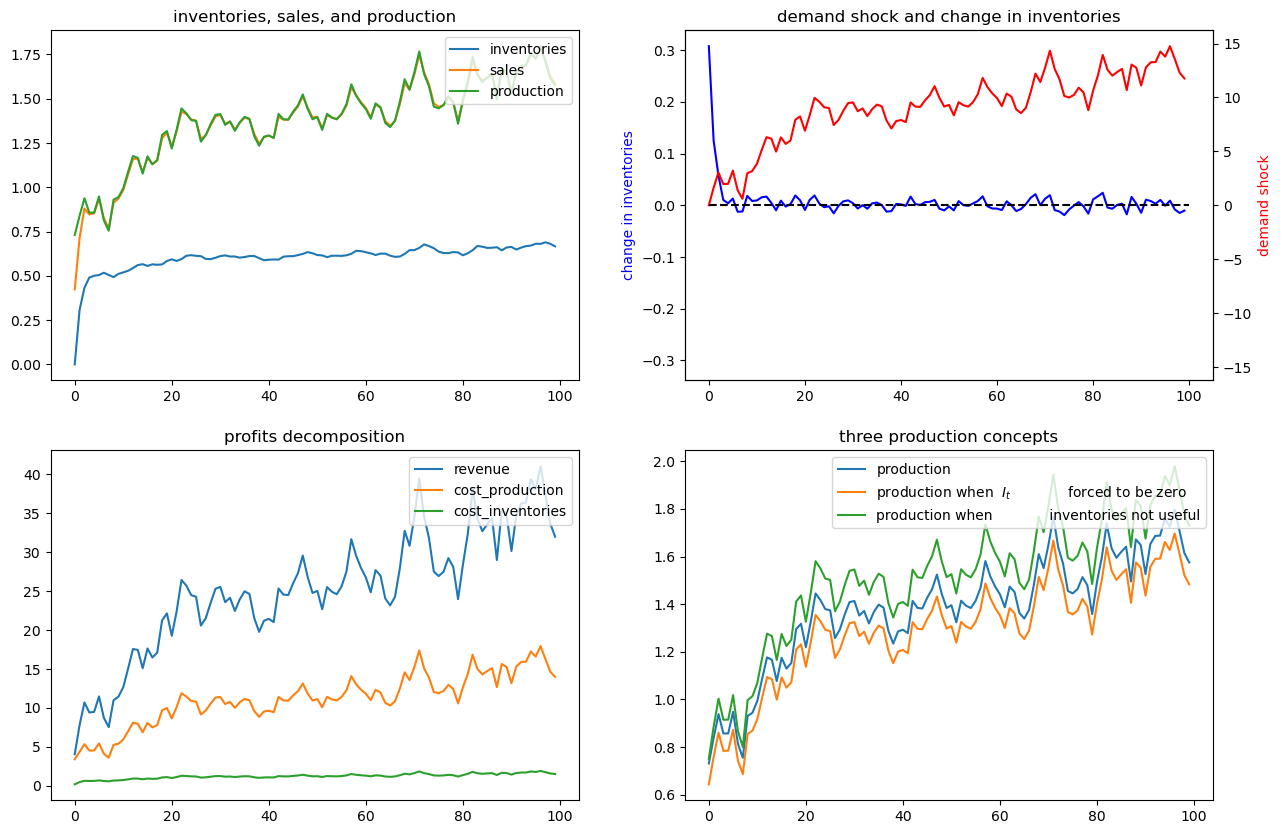 inventories, sales, and production
1.75
1.50
1.25
1.00
0.75
0.50
0.25
0.00
inventories
sales
production
0 20 40 60 80 100
demand shock and change in inventories
change in inventories
0.3
0.2
0.1
0.0
−0.1
−0.2
−0.3
15
10
5
0
−5
−10
−15
demand shock
0 20 40 60 80 100
profits decomposition
40
35
30
25
20
15
10
5
0
revenue
cost_production
cost_inventories
0 20 40 60 80 100
three production concepts
2.0
1.8
1.6
1.4
1.2
1.0
0.8
0.6
production
production when I_t forced to be zero
production when inventories not useful
0 20 40 60 80 100